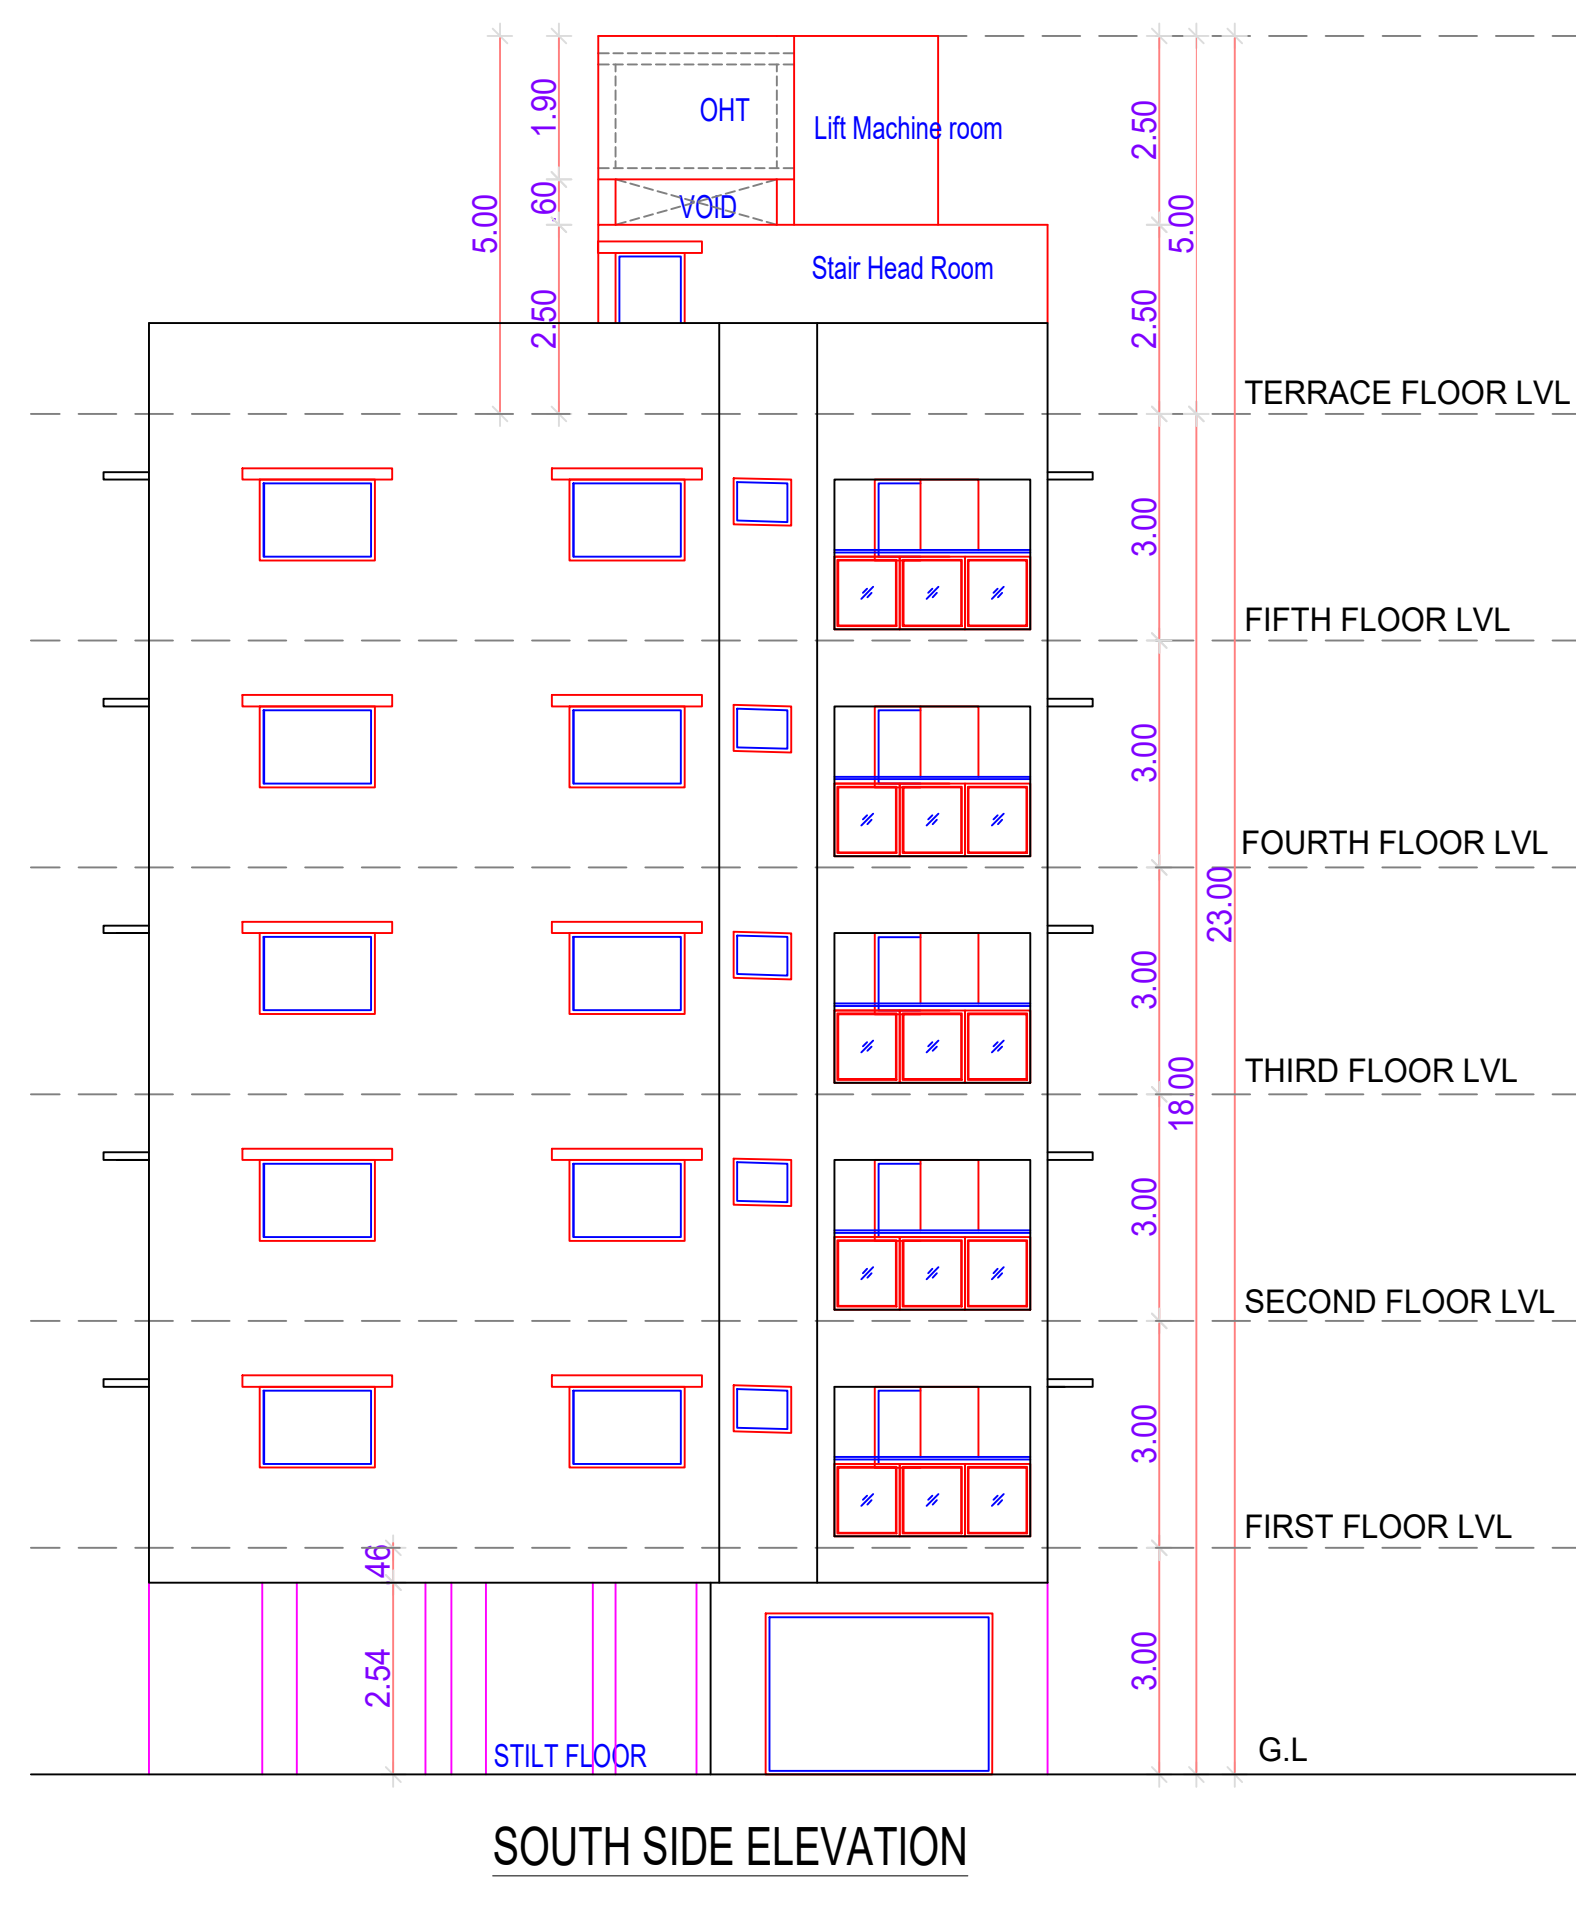 1.90
OHT
Lift Machine room
2.50
5.00
.60
VOID
5.00
Stair Head Room
2.50
2.50
TERRACE FLOOR LVL
3.00
FIFTH FLOOR LVL
3.00
FOURTH FLOOR LVL
23.00
3.00
THIRD FLOOR LVL
18.00
3.00
SECOND FLOOR LVL
3.00
FIRST FLOOR LVL
46
2.54
3.00
STILT FLOOR
G.L
SOUTH SIDE ELEVATION